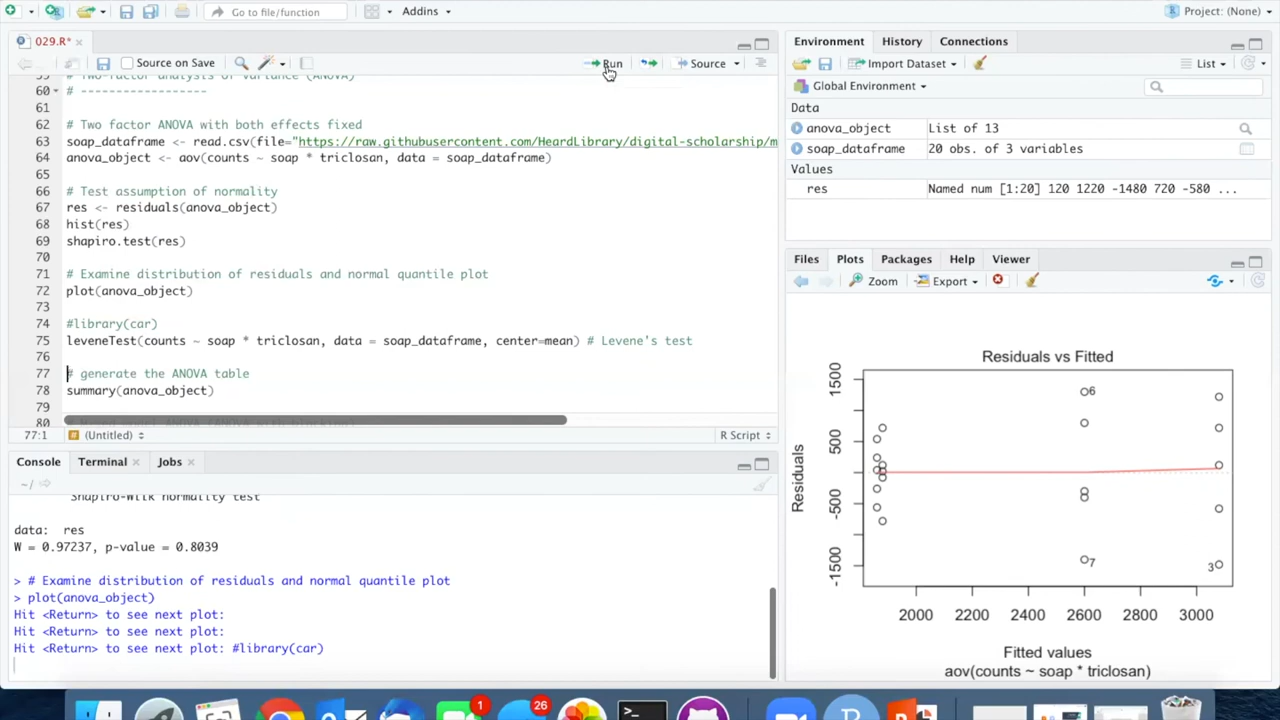 Go to file/function
Addins
Project: (None)
029.R*
Source on Save
Run
Source
59 # Two-factor analysis of variance (ANOVA)
60 # -----------------
61
62 # Two factor ANOVA with both effects fixed
63 soap_dataframe <- read.csv(file="https://raw.githubusercontent.com/HeardLibrary/digital-scholarship/m
64 anova_object <- aov(counts ~ soap * triclosan, data = soap_dataframe)
65
66 # Test assumption of normality
67 res <- residuals(anova_object)
68 hist(res)
69 shapiro.test(res)
70
71 # Examine distribution of residuals and normal quantile plot
72 plot(anova_object)
73
74 #library(car)
75 leveneTest(counts ~ soap * triclosan, data = soap_dataframe, center=mean) # Levene's test
76
77 # generate the ANOVA table
78 summary(anova_object)
79
80
77:1
(Untitled)
R Script
Console
Terminal
Jobs
~/
Shapiro-Wilk normality test
data: res
W = 0.97237, p-value = 0.8039
> # Examine distribution of residuals and normal quantile plot
> plot(anova_object)
Hit <Return> to see next plot:
Hit <Return> to see next plot:
Hit <Return> to see next plot: #library(car)
Environment
History
Connections
Import Dataset
List
Global Environment
Data
anova_object List of 13
soap_dataframe 20 obs. of 3 variables
Values
res Named num [1:20] 120 1220 -1480 720 -580 ...
Files
Plots
Packages
Help
Viewer
Zoom
Export
Residuals vs Fitted
Residuals
1500
500
-500
-1500
6
7
3
2000 2200 2400 2600 2800 3000
Fitted values
aov(counts ~ soap * triclosan)
1
26